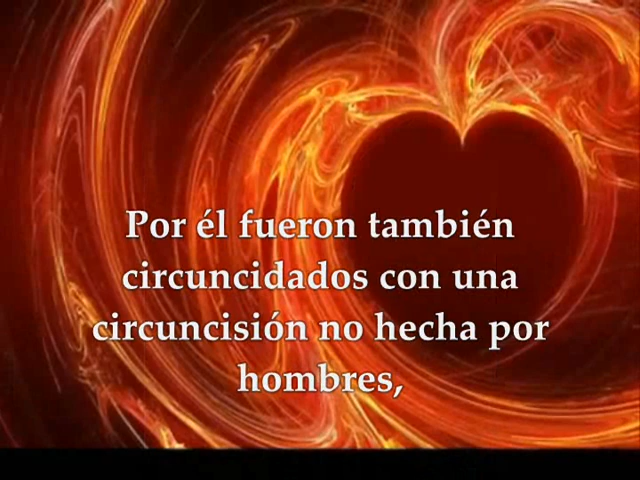 Por él fueron también
circuncidados con una
circuncisión no hecha por
hombres,